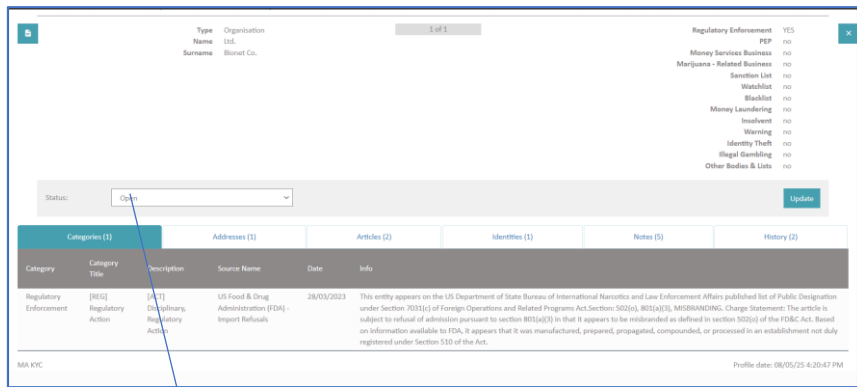 1 of 1
Type Organisation
Name Ltd.
Surname Bionet Co.
Regulatory Enforcement YES
PEP no
Money Services Business no
Marijuana - Related Business no
Sanction List no
Watchlist no
Blacklist no
Money Laundering no
Insolvent no
Warning no
Identity Theft no
Illegal Gambling no
Other Bodies & Lists no
Status: Open Update
Categories (1) Addresses (1) Articles (2) Identities (1) Notes (5) History (2)
Category Category Title Description Source Name Date Info
Regulatory
Enforcement
[REG]
Regulatory
Action
[ACT]
Disciplinary,
Regulatory
Action
US Food & Drug
Administration (FDA) -
Import Refusals
28/03/2023
This entity appears on the US Department of State Bureau of International Narcotics and Law Enforcement Affairs published list of Public Designation
under Section 7031(c) of Foreign Operations and Related Programs Act.Section: 502(o), 801(a)(3), MISBRANDING. Charge Statement: The article is
subject to refusal of admission pursuant to section 801(a)(3) in that it appears to be misbranded as defined in section 502(o) of the FD&C Act. Based
on information available to FDA, it appears that it was manufactured, prepared, propagated, compounded, or processed in an establishment not duly
registered under Section 510 of the Act.
MA KYC Profile date: 08/05/25 4:20:47 PM